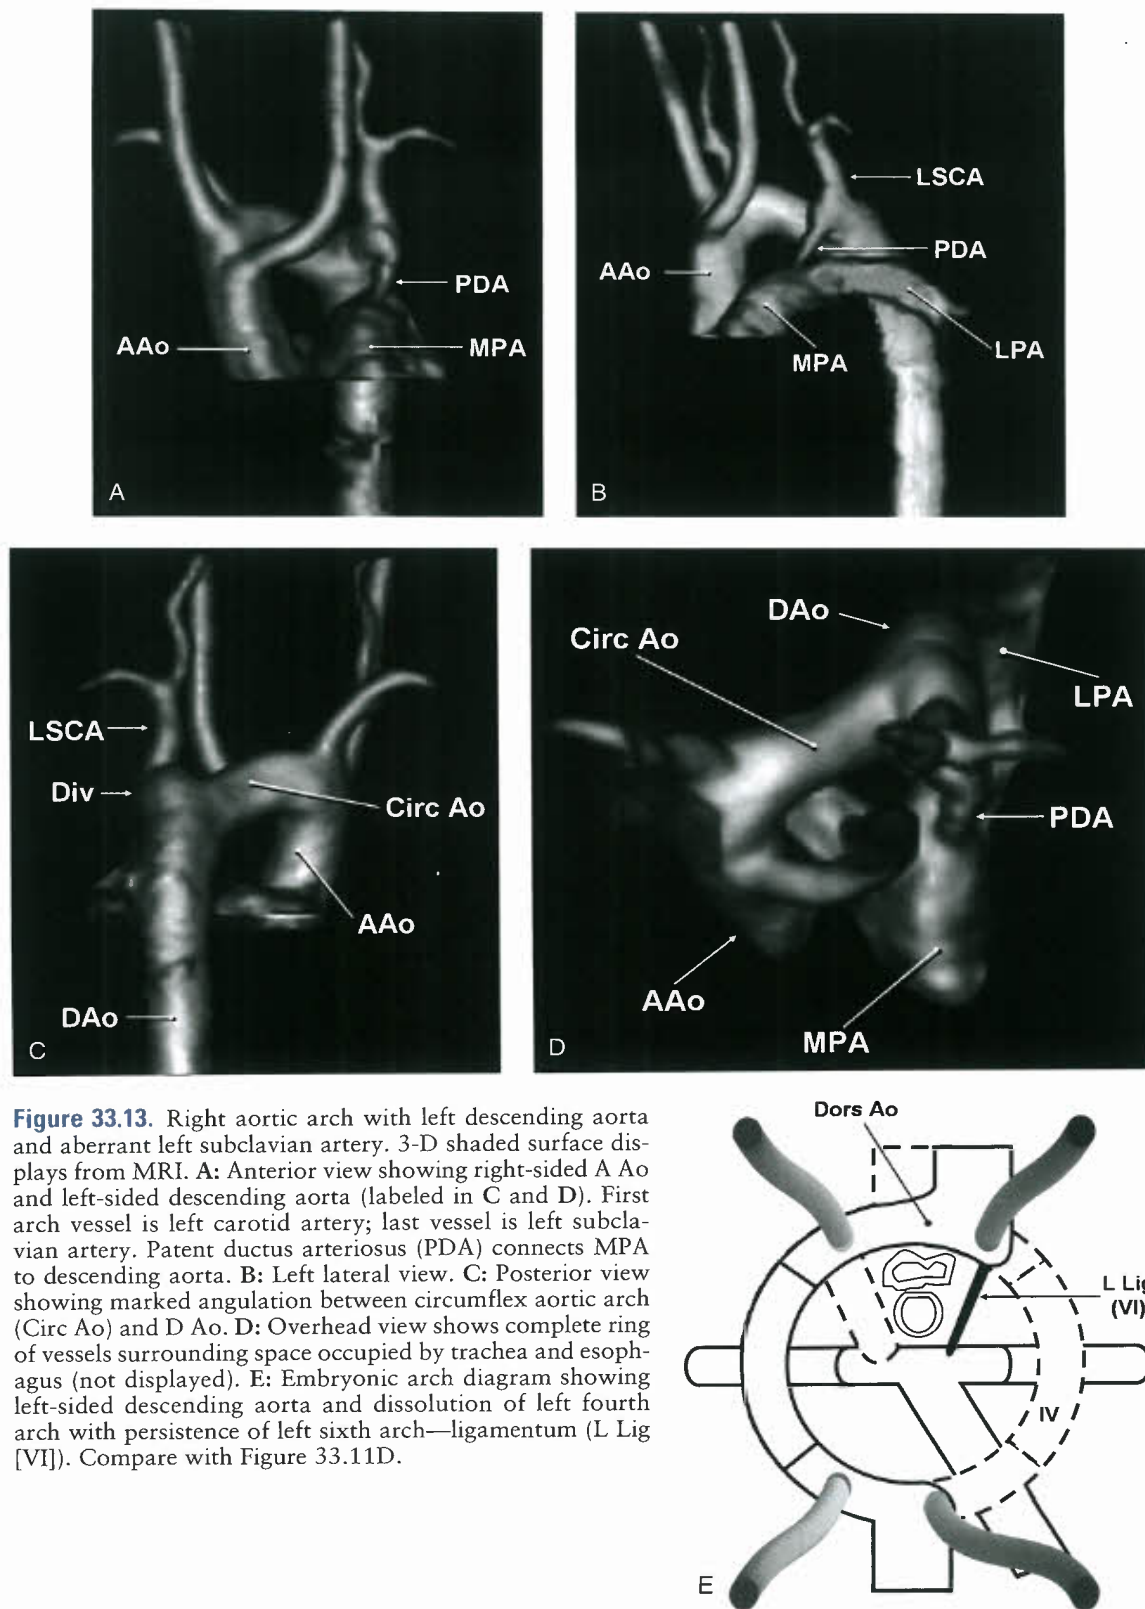 LSCA
PDA
PDA
AAo
AAo
MPA
MPA
LPA
A
B
DAo
Circ Ao
LPA
LSCA
Div
Circ Ao
PDA
AAo
AAo
DAo
MPA
C
D
Figure 33.13. Right aortic arch with left descending aorta
and aberrant left subclavian artery. 3-D shaded surface dis-
plays from MRI. A: Anterior view showing right-sided A Ao
and left-sided descending aorta (labeled in C and D). First
arch vessel is left carotid artery; last vessel is left subcla-
vian artery. Patent ductus arteriosus (PDA) connects MPA
to descending aorta. B: Left lateral view. C: Posterior view
showing marked angulation between circumflex aortic arch
(Circ Ao) and D Ao. D: Overhead view shows complete ring
of vessels surrounding space occupied by trachea and esoph-
agus (not displayed). E: Embryonic arch diagram showing
left-sided descending aorta and dissolution of left fourth
arch with persistence of left sixth arch—ligamentum (L Lig
[VI]). Compare with Figure 33.11D.
Dors Ao
L Lig
(VI)
IV
E